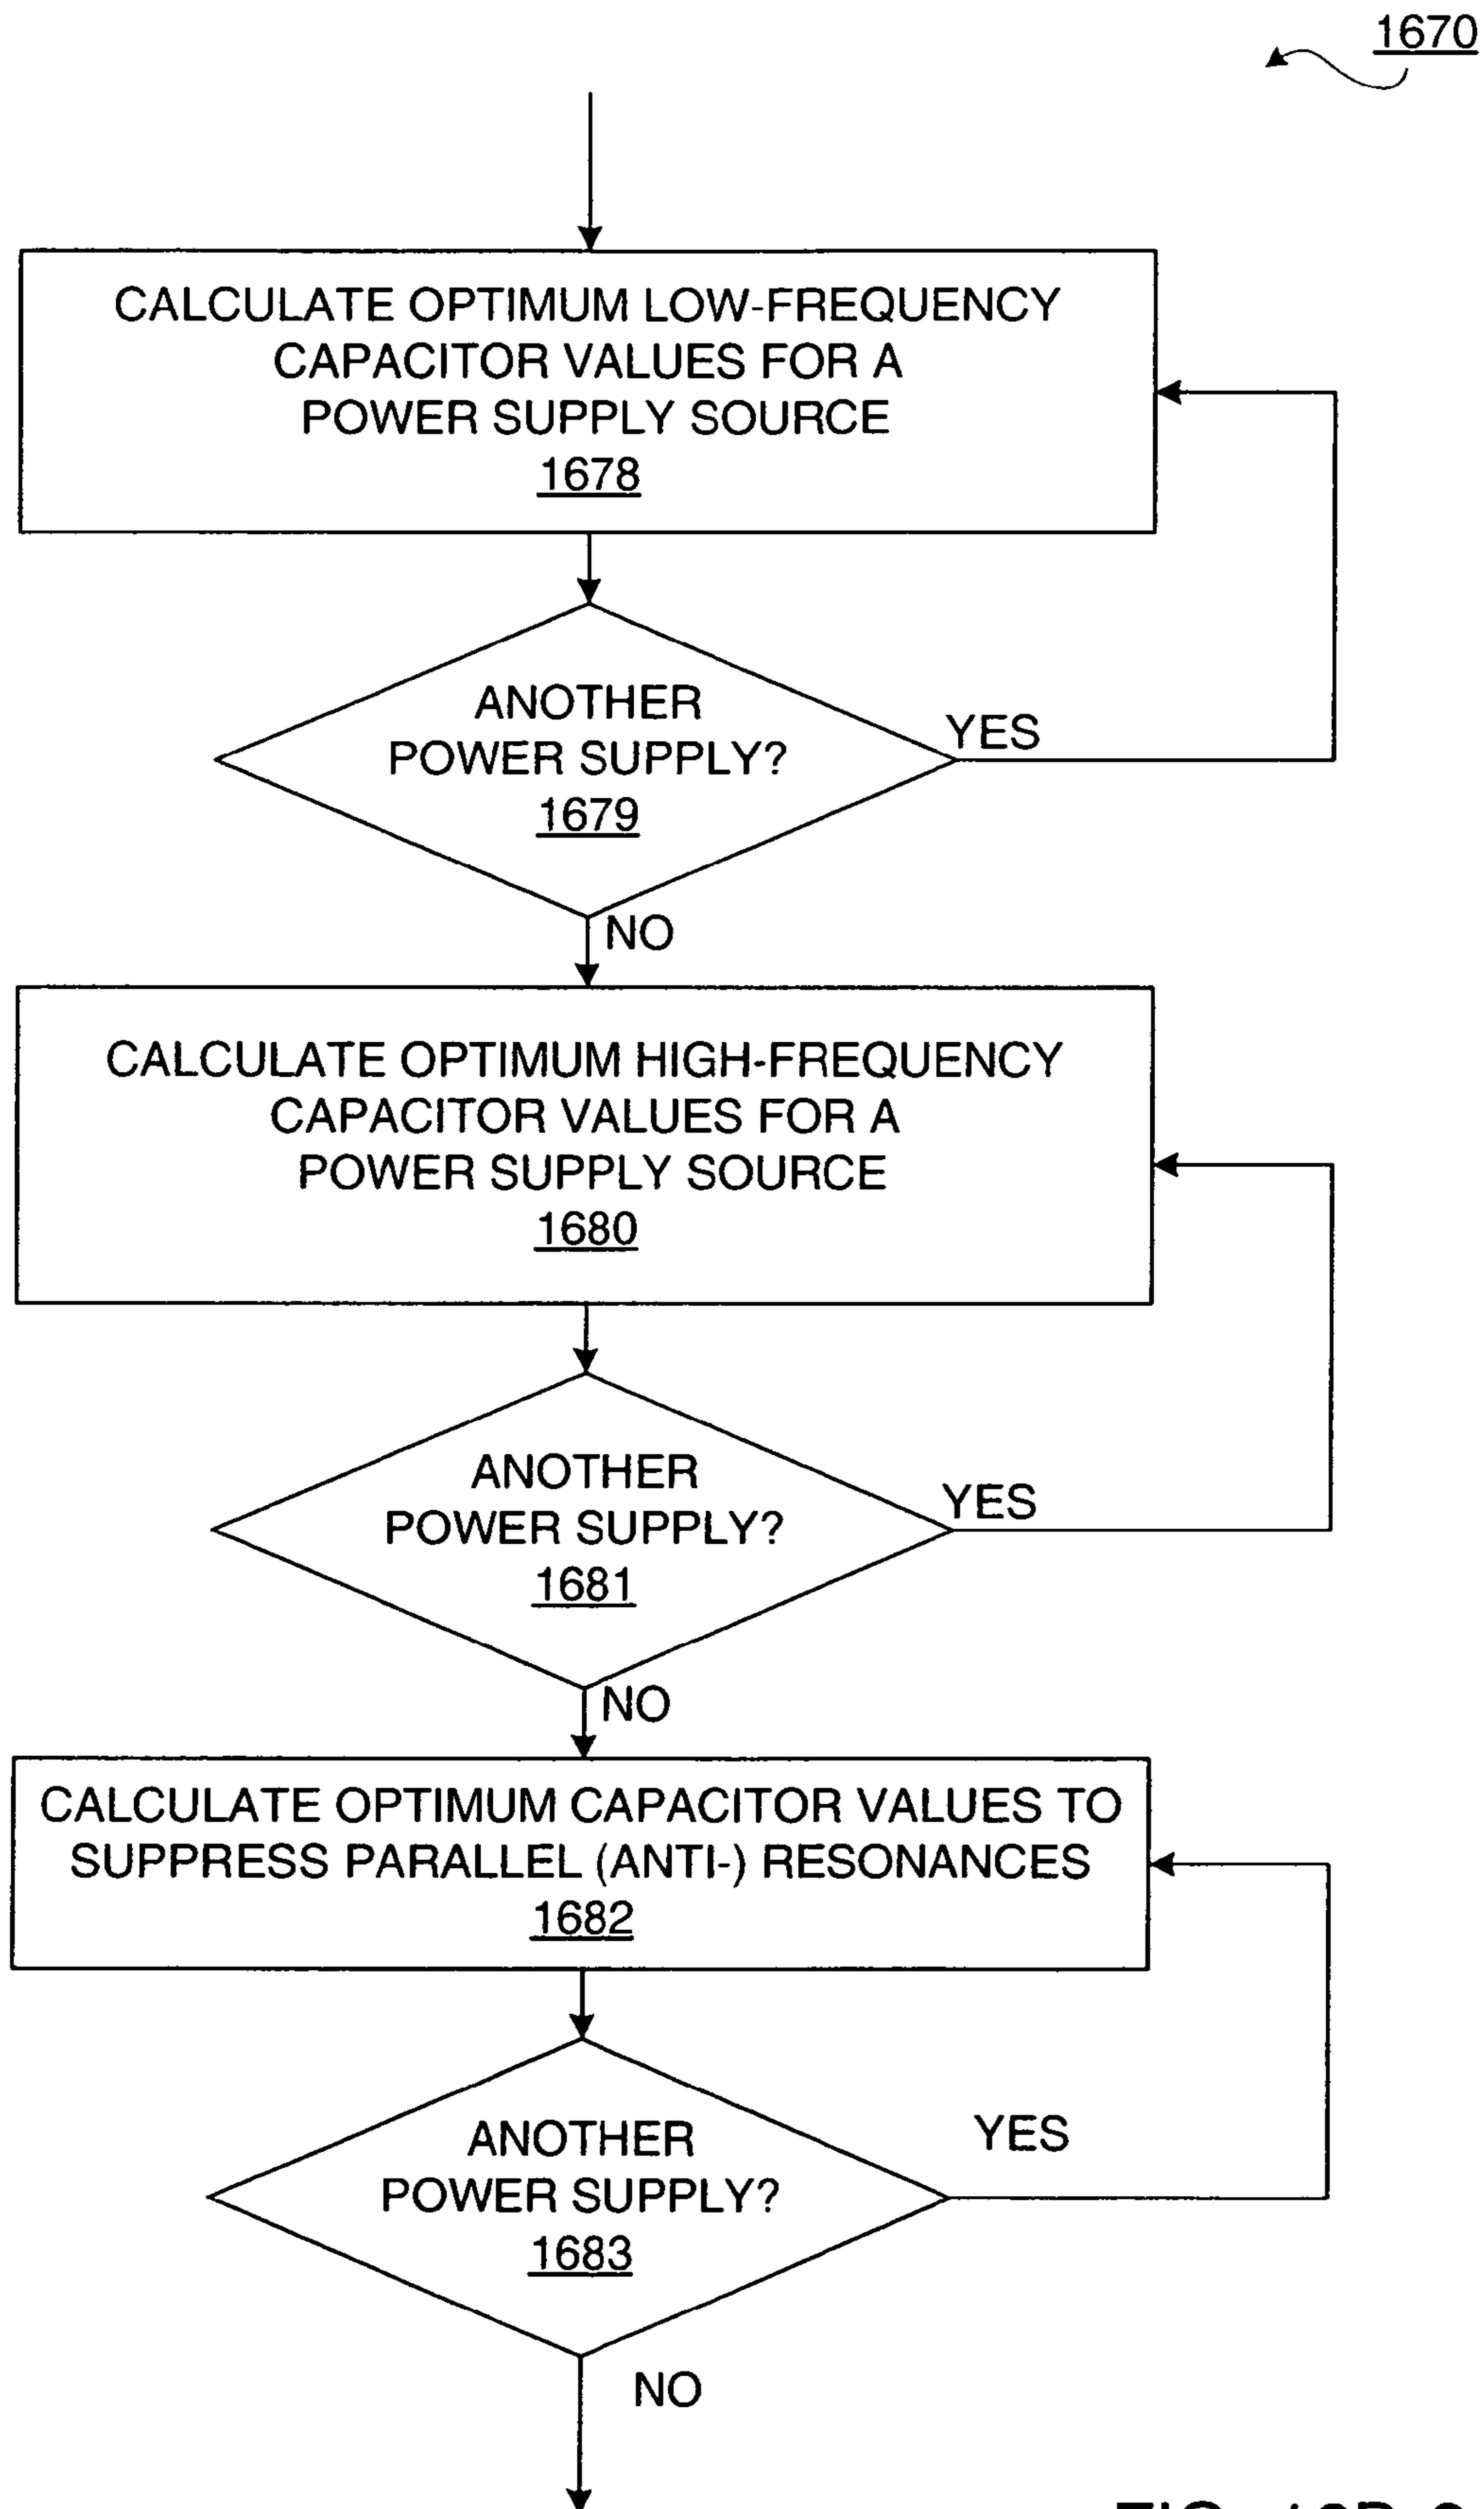 1670
CALCULATE OPTIMUM LOW-FREQUENCY
CAPACITOR VALUES FOR A
POWER SUPPLY SOURCE
1678
ANOTHER
POWER SUPPLY?
1679
YES
NO
CALCULATE OPTIMUM HIGH-FREQUENCY
CAPACITOR VALUES FOR A
POWER SUPPLY SOURCE
1680
ANOTHER
POWER SUPPLY?
1681
YES
NO
CALCULATE OPTIMUM CAPACITOR VALUES TO
SUPPRESS PARALLEL (ANTI-) RESONANCES
1682
ANOTHER
POWER SUPPLY?
1683
YES
NO